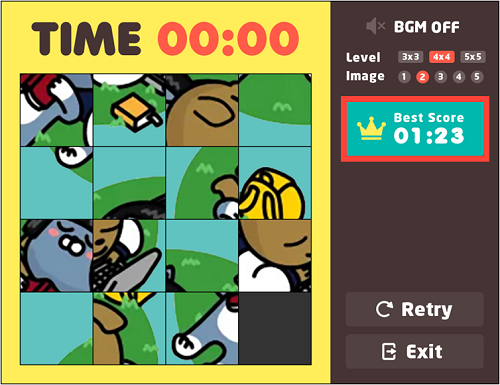 TIME 00:00
BGM OFF
Level 3x3 4x4 5x5
Image 1 2 3 4 5
Best Score
01:23
Retry
Exit